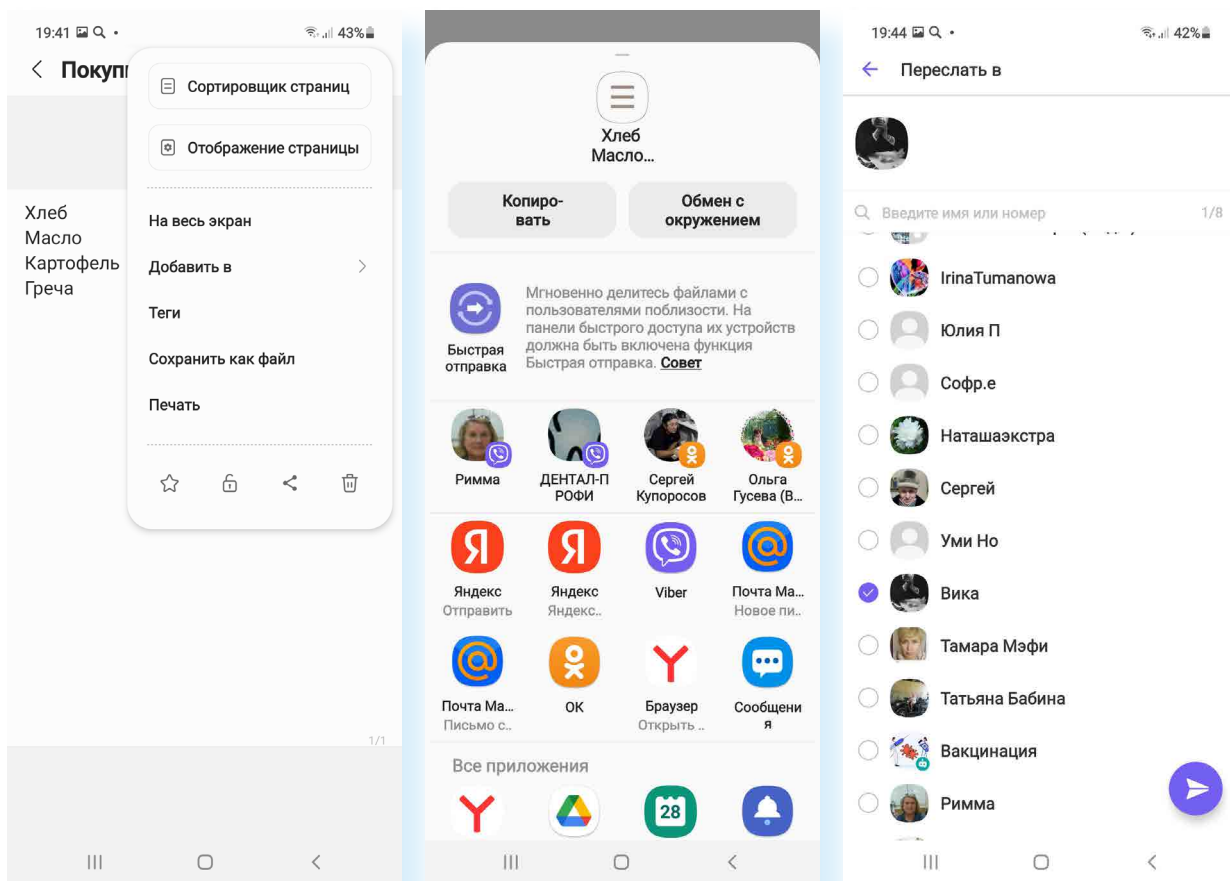 19:41
43%
Покуп
Сортировщик страниц
Отображение страницы
На весь экран
Добавить в
Теги
Сохранить как файл
Печать
Хлеб
Масло
Картофель
Греча
1/1
Хлеб
Масло...
Копиро-
вать
Обмен с
окружением
Быстрая
отправка
Мгновенно делитесь файлами с
пользователями поблизости. На
панели быстрого доступа их устройств
должна быть включена функция
Быстрая отправка. Совет
Римма
ДЕНТАЛ-П
РОФИ
Сергей
Купоросов
Ольга
Гусева (В...
Яндекс
Отправить
Яндекс
Яндекс..
Viber
Почта Ma...
Новое пи..
Почта Ma...
Письмо с..
ОК
Браузер
Открыть ..
Сообщени
я
Все приложения
28
19:44
42%
Переслать в
Введите имя или номер
1/8
IrinaTumanowa
Юлия П
Софр.е
Наташаэкстра
Сергей
Уми Но
Вика
Тамара Мэфи
Татьяна Бабина
Вакцинация
Римма